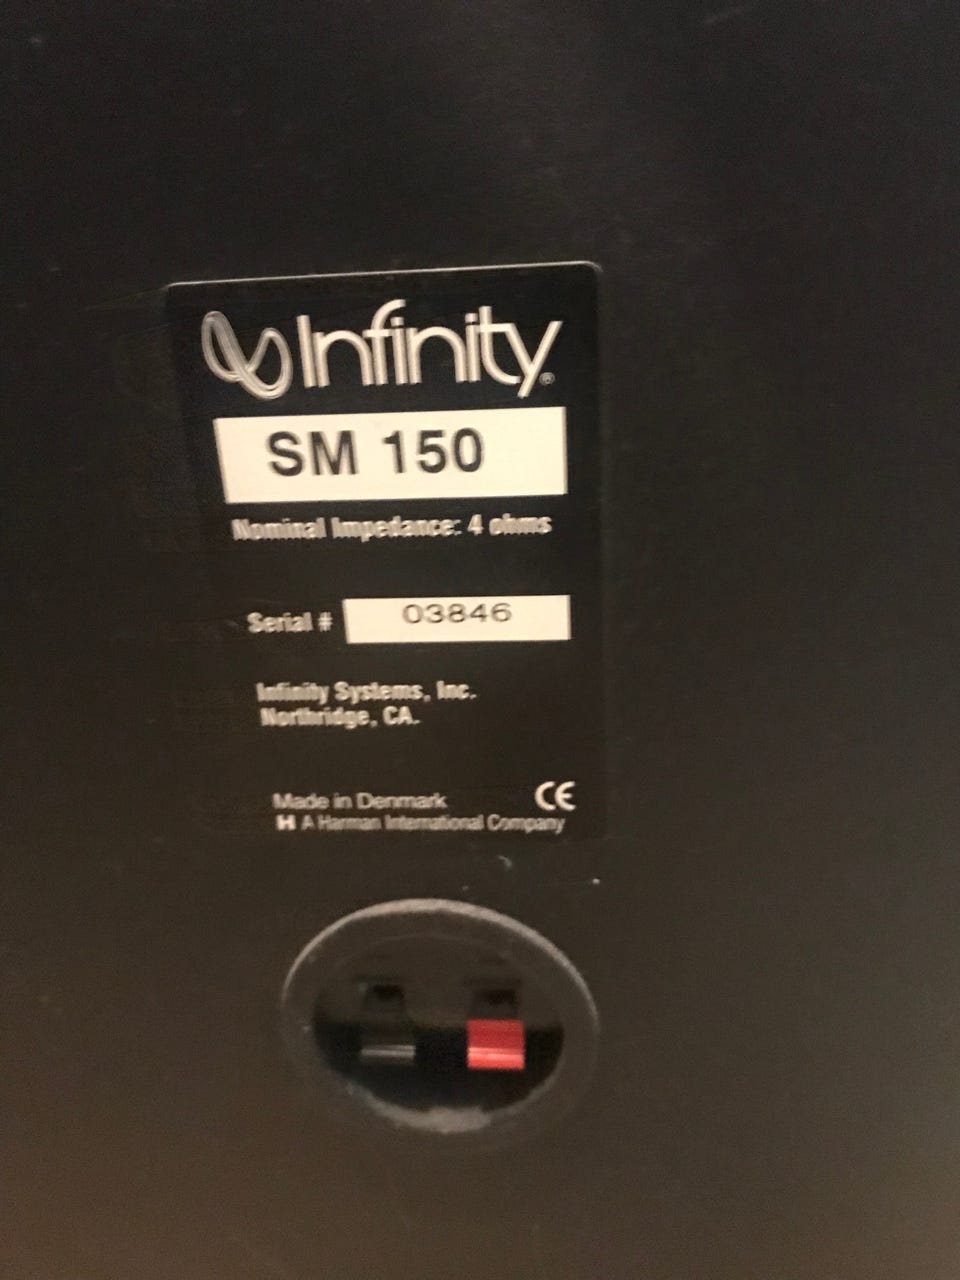 Infinity®
SM 150
Nominal Impedance: 4 ohms
Serial # 03846
Infinity Systems, Inc.
Northridge, CA.
Made in Denmark CE
H A Harman International Company